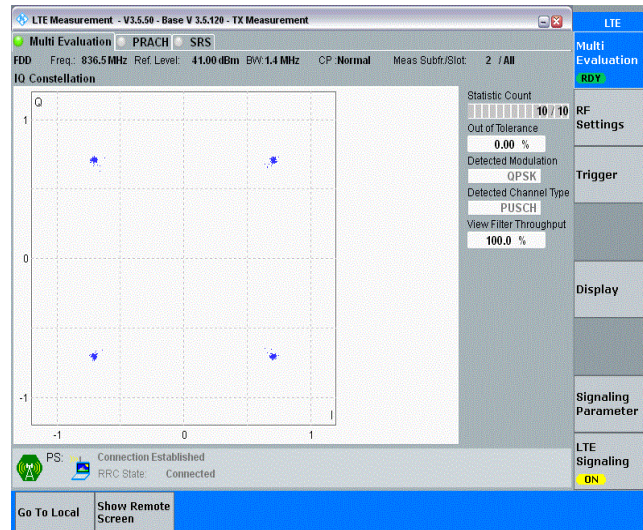 LTE Measurement - V3.5.50 - Base V 3.5.120 - TX Measurement
LTE
Multi Evaluation PRACH SRS
FDD Freq.: 836.5 MHz Ref. Level: 41.00 dBm BW: 1.4 MHz CP: Normal Meas Subfr./Slot: 2 / All
IQ Constellation
Q
1
0
-1
-1
0
1
I
Statistic Count
10 / 10
Out of Tolerance
0.00 %
Detected Modulation
QPSK
Detected Channel Type
PUSCH
View Filter Throughput
100.0 %
PS: Connection Established
RRC State: Connected
Multi
Evaluation
RDY
RF
Settings
Trigger
Display
Signaling
Parameter
LTE
Signaling
ON
Go To Local
Show Remote
Screen